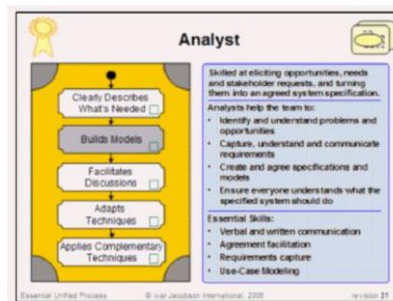 Analyst
Clearly Describes
What's Needed
Builds Models
Facilitates
Discussions
Adapts
Techniques
Applies Complementary
Techniques
Skilled at eliciting opportunities, needs
and stakeholder requests, and turning
them into an agreed system specification.
Analysts help the team to:
• Identify and understand problems and
opportunities
• Capture, understand and communicate
requirements
• Create and agree specifications and
models
• Ensure everyone understands what the
specified system should do
Essential Skills:
• Verbal and written communication
• Agreement facilitation
• Requirements capture
• Use-Case Modeling
Essential Unified Process
© Ivar Jacobson International, 2006
revision 31